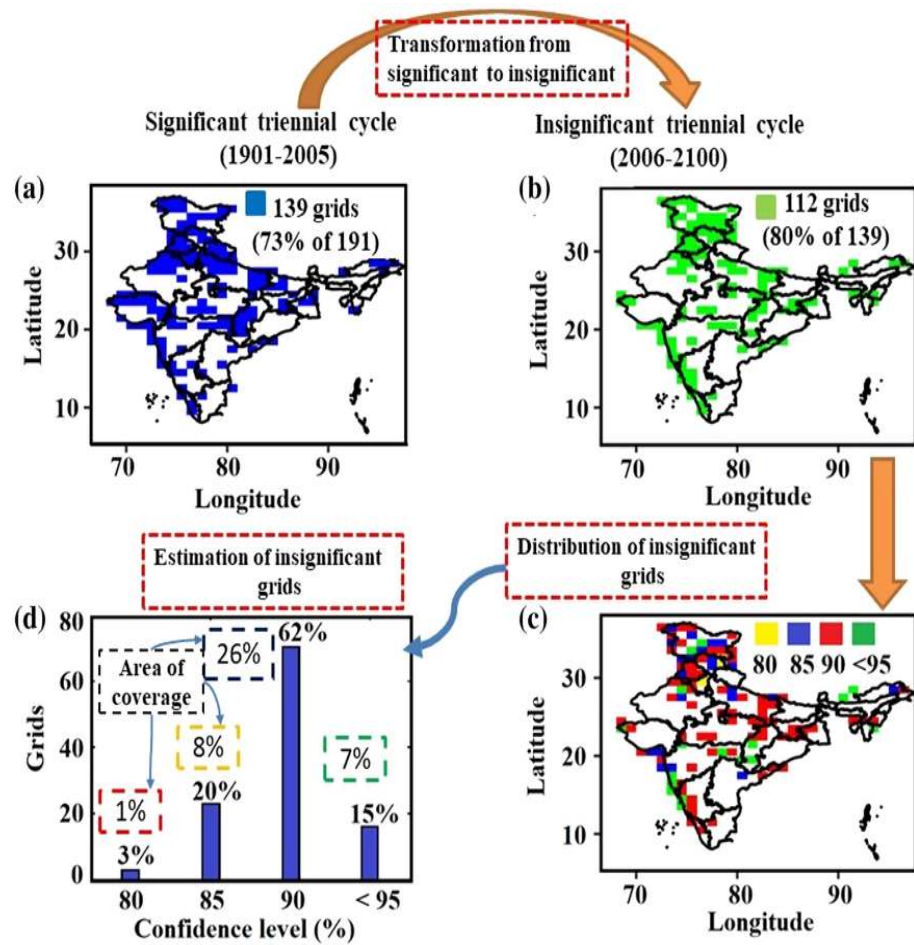 Transformation from
significant to insignificant
Significant triennial cycle
(1901-2005)
Insignificant triennial cycle
(2006-2100)
(a)
139 grids
(73% of 191)
30
20
10
Latitude
70
80
90
Longitude
(b)
112 grids
(80% of 139)
30
20
10
Latitude
70
80
90
Longitude
Estimation of insignificant
grids
Distribution of insignificant
grids
(d)
80
60
40
20
0
Grids
Area of
coverage
26%
62%
8%
7%
1%
20%
15%
3%
80
85
90
< 95
Confidence level (%)
(c)
80 85 90 <95
30
20
10
Latitude
70
80
90
Longitude